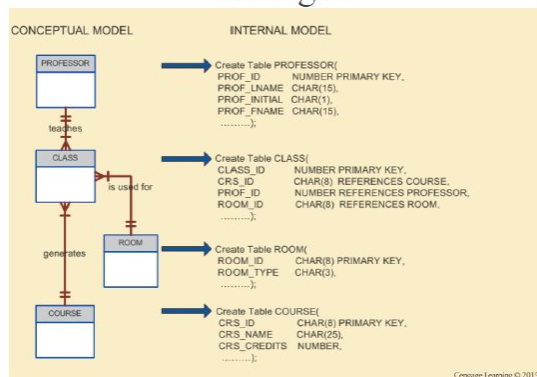 CONCEPTUAL MODEL
INTERNAL MODEL
PROFESSOR
teaches
CLASS
is used for
ROOM
generates
COURSE
Create Table PROFESSOR(
PROF_ID NUMBER PRIMARY KEY,
PROF_LNAME CHAR(15),
PROF_INITIAL CHAR(1),
PROF_FNAME CHAR(15),
..........);
Create Table CLASS(
CLASS_ID NUMBER PRIMARY KEY,
CRS_ID CHAR(8) REFERENCES COURSE,
PROF_ID NUMBER REFERENCES PROFESSOR,
ROOM_ID CHAR(8) REFERENCES ROOM,
..........);
Create Table ROOM(
ROOM_ID CHAR(8) PRIMARY KEY,
ROOM_TYPE CHAR(3),
..........);
Create Table COURSE(
CRS_ID CHAR(8) PRIMARY KEY,
CRS_NAME CHAR(25),
CRS_CREDITS NUMBER,
..........);
Cengage Learning © 2015